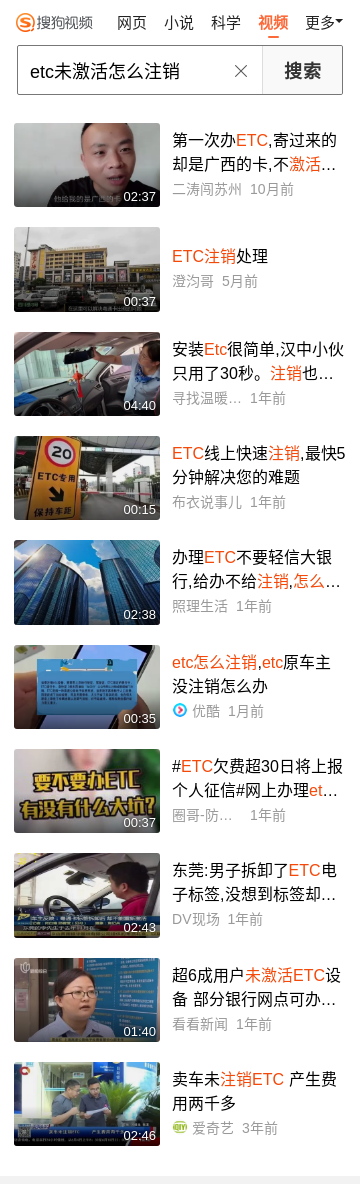 搜狗视频 网页 小说 科学 视频 更多
etc未激活怎么注销 搜索
第一次办ETC,寄过来的
却是广西的卡,不激活…
二涛闯苏州 10月前
02:37
ETC注销处理
澄沟哥 5月前
00:37
安装Etc很简单,汉中小伙
只用了30秒。注销也…
寻找温暖… 1年前
04:40
ETC线上快速注销,最快5
分钟解决您的难题
布衣说事儿 1年前
20
ETC专用
保持车距
00:15
办理ETC不要轻信大银
行,给办不给注销,怎么…
照理生活 1年前
02:38
etc怎么注销,etc原车主
没注销怎么办
优酷 1月前
00:35
#ETC欠费超30日将上报
个人征信#网上办理et…
圈哥-防… 1年前
要不要办ETC
有没有什么大坑?
00:37
东莞:男子拆卸了ETC电
子标签,没想到标签却…
DV现场 1年前
02:43
超6成用户未激活ETC设
备 部分银行网点可办…
看看新闻 1年前
01:40
卖车未注销ETC 产生费
用两千多
爱奇艺 3年前
02:46